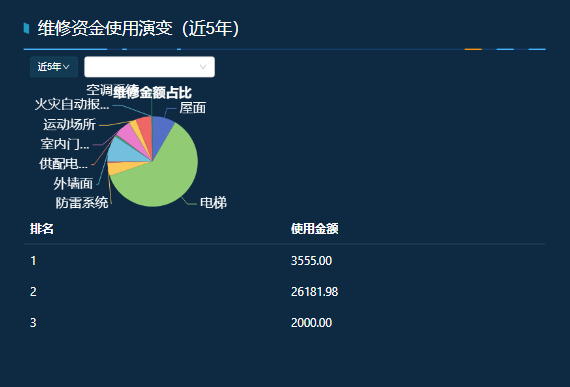 维修资金使用演变（近5年）
近5年
维修金额占比
空调系统
火灾自动报...
屋面
运动场所
室内门...
供配电...
外墙面
防雷系统
电梯
排名 使用金额
1 3555.00
2 26181.98
3 2000.00